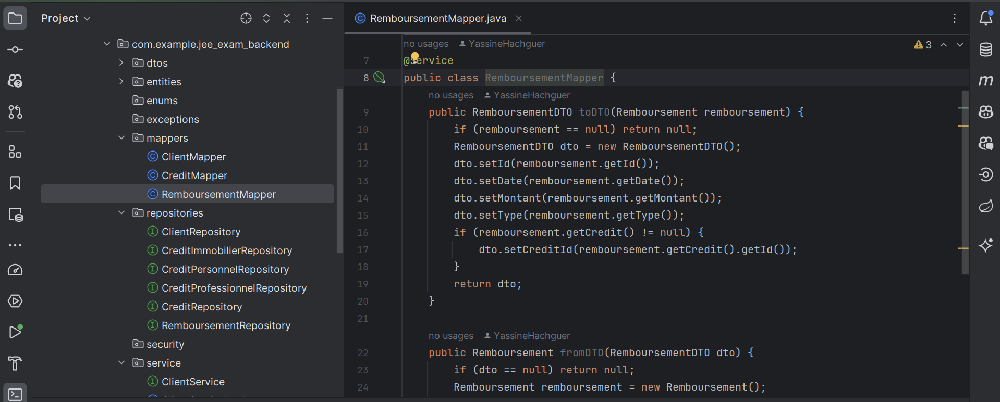 Project
com.example.jee_exam_backend
dtos
entities
enums
exceptions
mappers
ClientMapper
CreditMapper
RemboursementMapper
repositories
ClientRepository
CreditImmobilierRepository
CreditPersonnelRepository
CreditProfessionnelRepository
CreditRepository
RemboursementRepository
security
service
ClientService
RemboursementMapper.java
no usages YassineHachguer
3
7 @Service
8 public class RemboursementMapper {
no usages YassineHachguer
9 public RemboursementDTO toDTO(Remboursement remboursement) {
10 if (remboursement == null) return null;
11 RemboursementDTO dto = new RemboursementDTO();
12 dto.setId(remboursement.getId());
13 dto.setDate(remboursement.getDate());
14 dto.setMontant(remboursement.getMontant());
15 dto.setType(remboursement.getType());
16 if (remboursement.getCredit() != null) {
17 dto.setCreditId(remboursement.getCredit().getId());
18 }
19 return dto;
20 }
21
no usages YassineHachguer
22 public Remboursement fromDTO(RemboursementDTO dto) {
23 if (dto == null) return null;
24 Remboursement remboursement = new Remboursement();